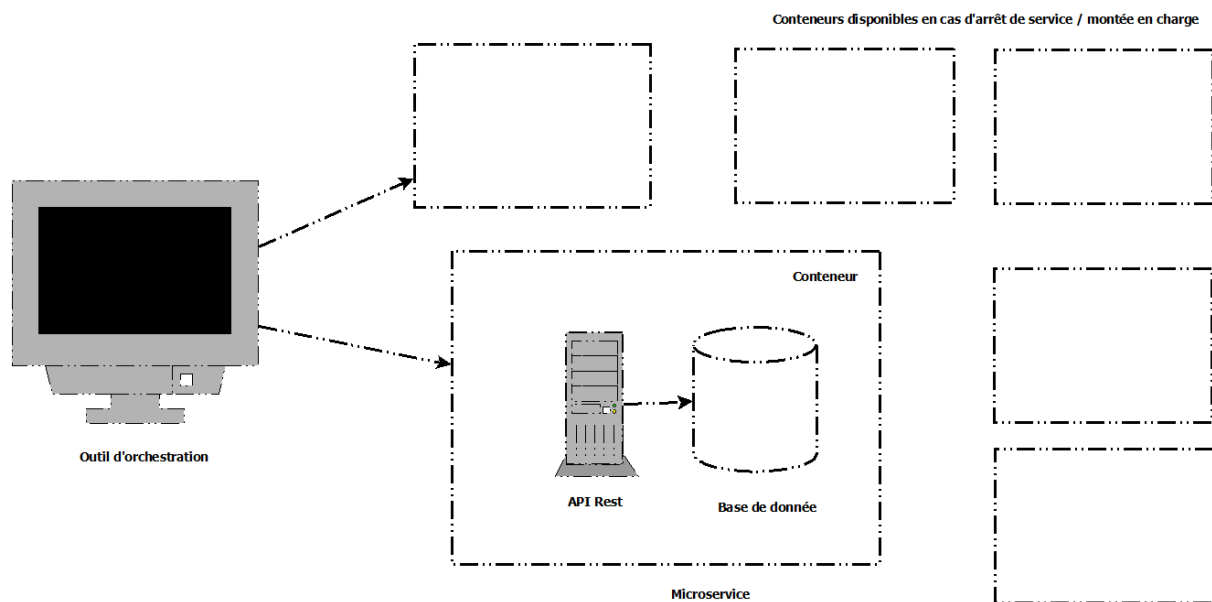 Conteneurs disponibles en cas d'arrêt de service / montée en charge
Conteneur
Outil d'orchestration
API Rest
Base de donnée
Microservice